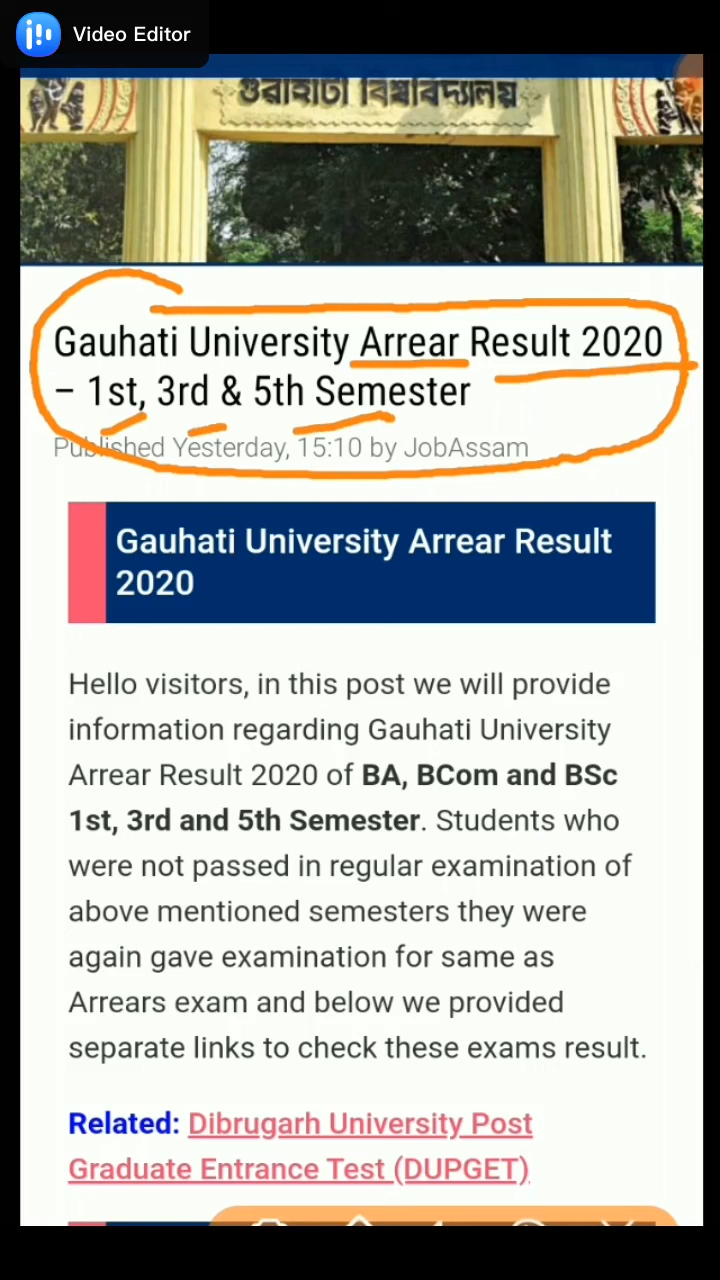 Video Editor
গুৱাহাটী বিশ্ববিদ্যালয়
Gauhati University Arrear Result 2020
– 1st, 3rd & 5th Semester
Published Yesterday, 15:10 by JobAssam
Gauhati University Arrear Result
2020
Hello visitors, in this post we will provide
information regarding Gauhati University
Arrear Result 2020 of BA, BCom and BSc
1st, 3rd and 5th Semester. Students who
were not passed in regular examination of
above mentioned semesters they were
again gave examination for same as
Arrears exam and below we provided
separate links to check these exams result.
Related: Dibrugarh University Post
Graduate Entrance Test (DUPGET)